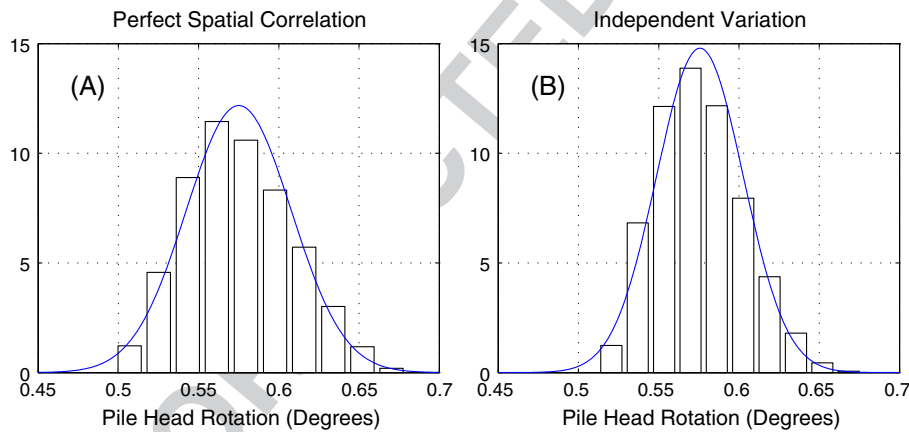 Perfect Spatial Correlation
Independent Variation
15
10
5
0
(A)
0.45 0.5 0.55 0.6 0.65 0.7
Pile Head Rotation (Degrees)
15
10
5
0
(B)
0.45 0.5 0.55 0.6 0.65 0.7
Pile Head Rotation (Degrees)